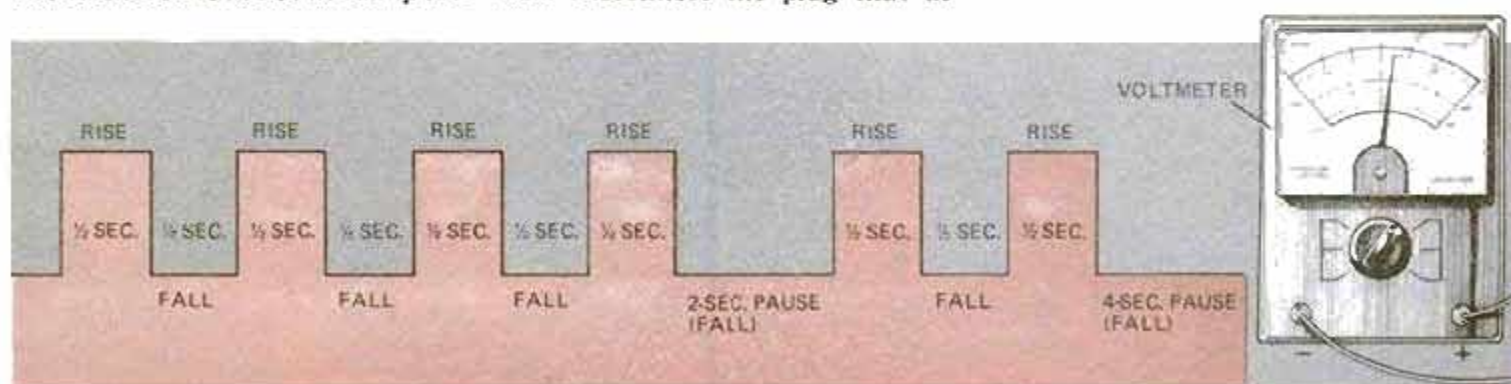 VOLTMETER
RISE RISE RISE RISE RISE RISE
½ SEC. ½ SEC. ½ SEC. ½ SEC. ½ SEC. ½ SEC. ½ SEC. ½ SEC. ½ SEC. ½ SEC.
FALL FALL FALL 2-SEC. PAUSE FALL 4-SEC. PAUSE
(FALL) (FALL)
− +